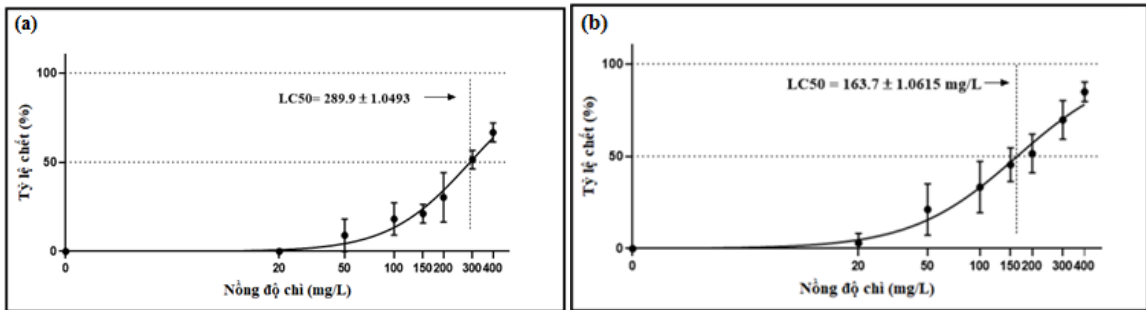 (a)
100
50
0
Tỷ lệ chết (%)
LC50= 289.9 ± 1.0493
0 20 50 100 150 200 300 400
Nồng độ chì (mg/L)
(b)
100
50
0
Tỷ lệ chết (%)
LC50 = 163.7 ± 1.0615 mg/L
0 20 50 100 150 200 300 400
Nồng độ chì (mg/L)